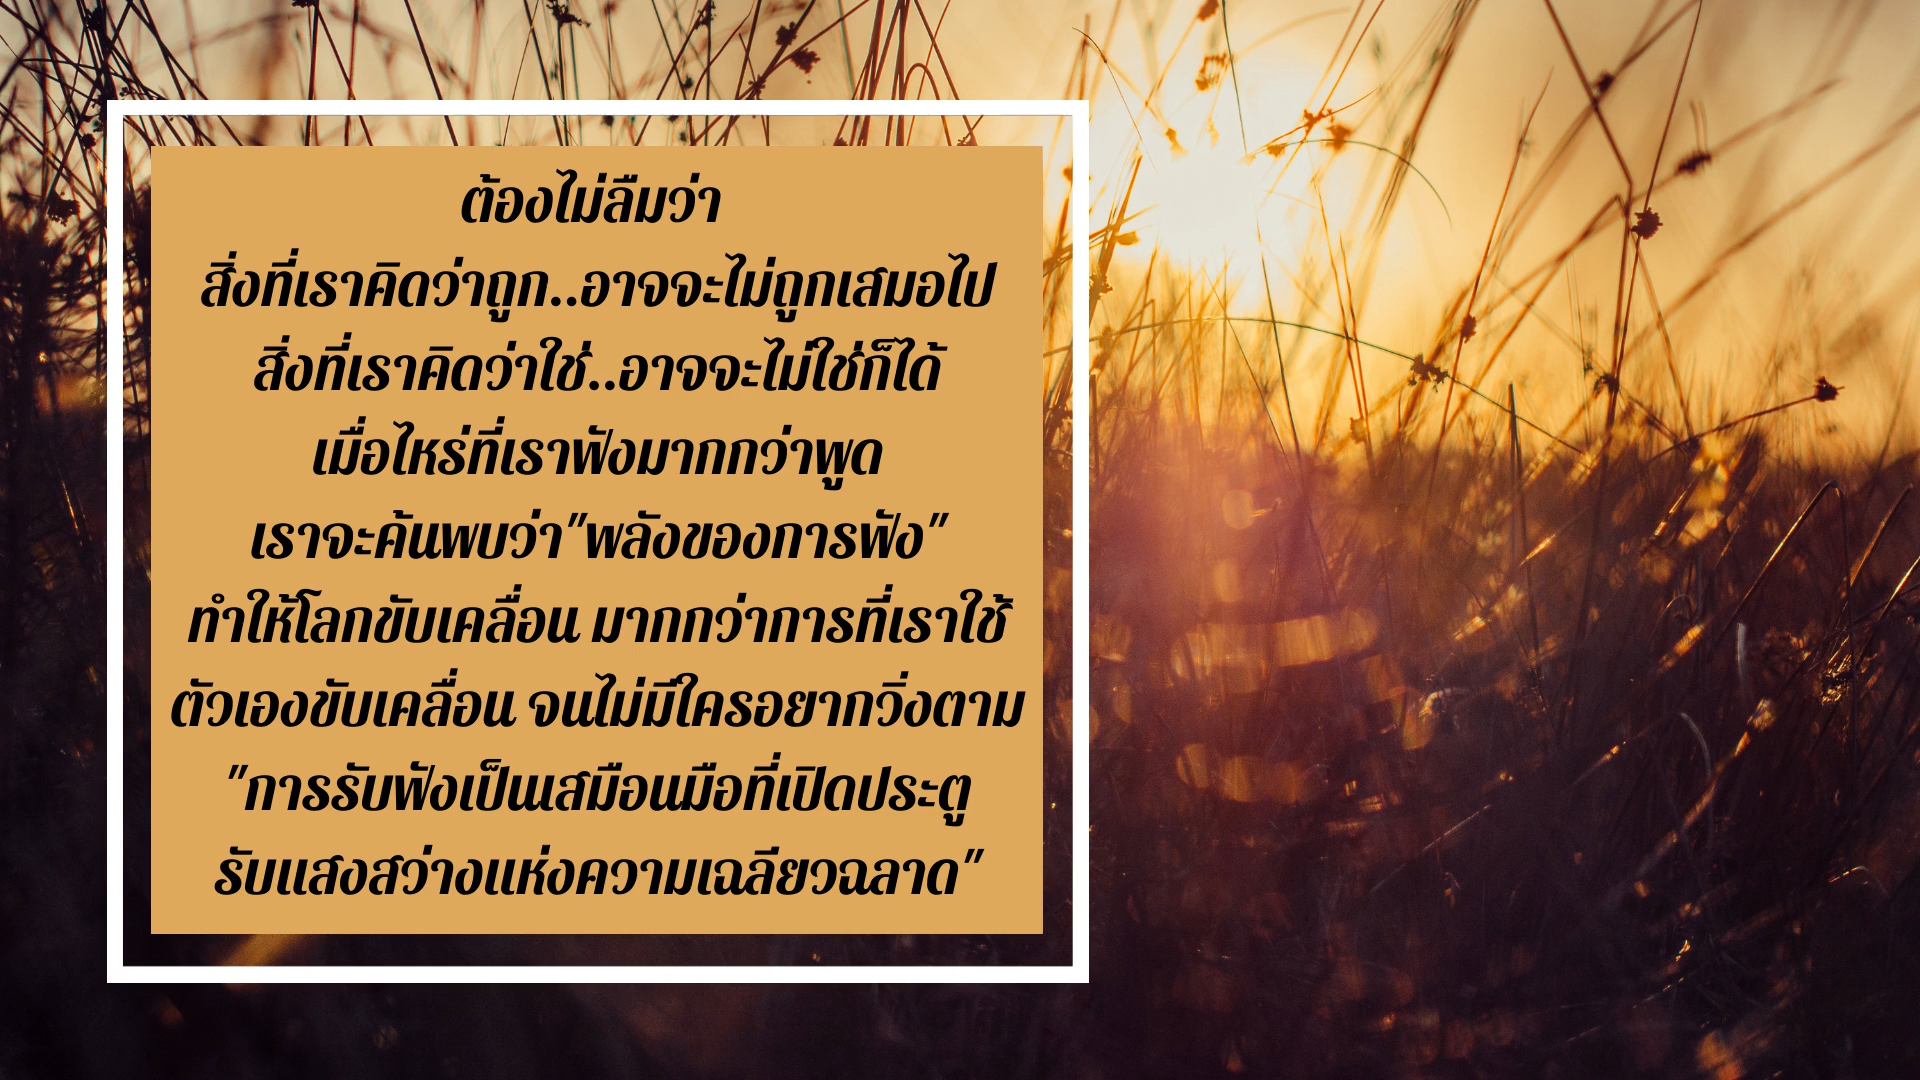 ต้องไม่ลืมว่า
สิ่งที่เราคิดว่าถูก..อาจจะไม่ถูกเสมอไป
สิ่งที่เราคิดว่าใช่..อาจจะไม่ใช่ก็ได้
เมื่อไหร่ที่เราฟังมากกว่าพูด
เราจะค้นพบว่า"พลังของการฟัง"
ทำให้โลกขับเคลื่อน มากกว่าการที่เราใช้
ตัวเองขับเคลื่อน จนไม่มีใครอยากวิ่งตาม
"การรับฟังเป็นเสมือนมือที่เปิดประตู
รับแสงสว่างแห่งความเฉลียวฉลาด"